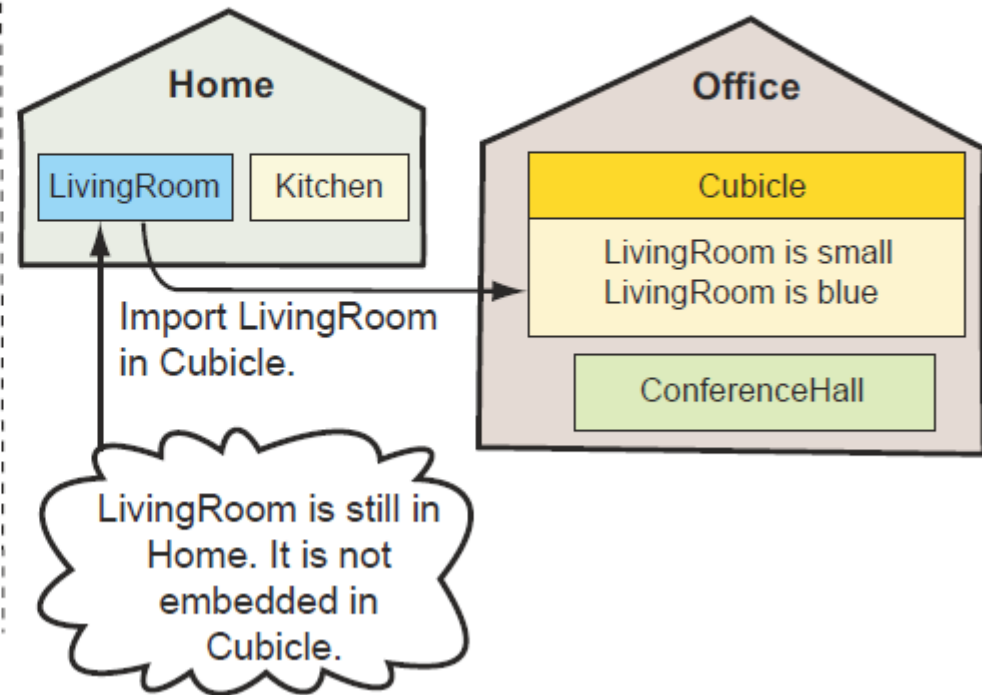 Home
LivingRoom
Kitchen
Import LivingRoom
in Cubicle.
LivingRoom is still in
Home. It is not
embedded in
Cubicle.
Office
Cubicle
LivingRoom is small
LivingRoom is blue
ConferenceHall